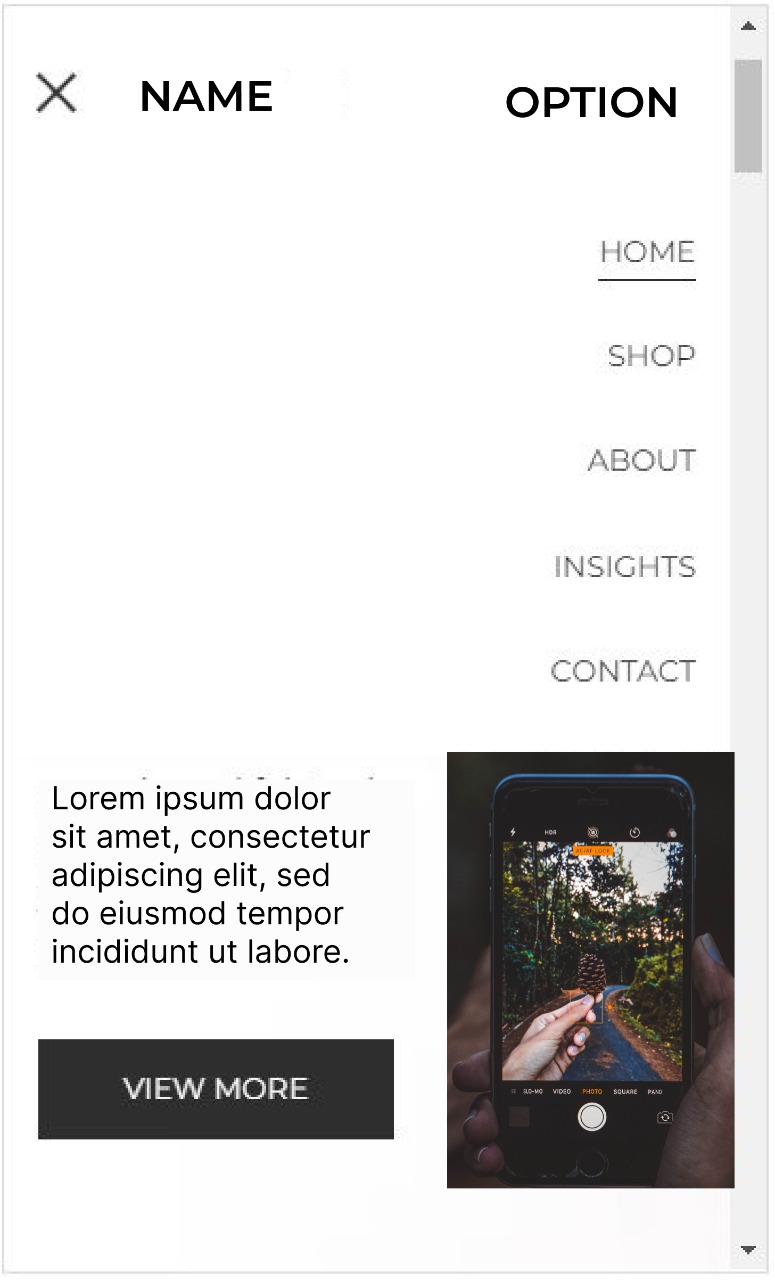 NAME OPTION
HOME
SHOP
ABOUT
INSIGHTS
CONTACT
Lorem ipsum dolor
sit amet, consectetur
adipiscing elit, sed
do eiusmod tempor
incididunt ut labore.
VIEW MORE
HDR
AE/AF LOCK
SLO-MO VIDEO PHOTO SQUARE PANO